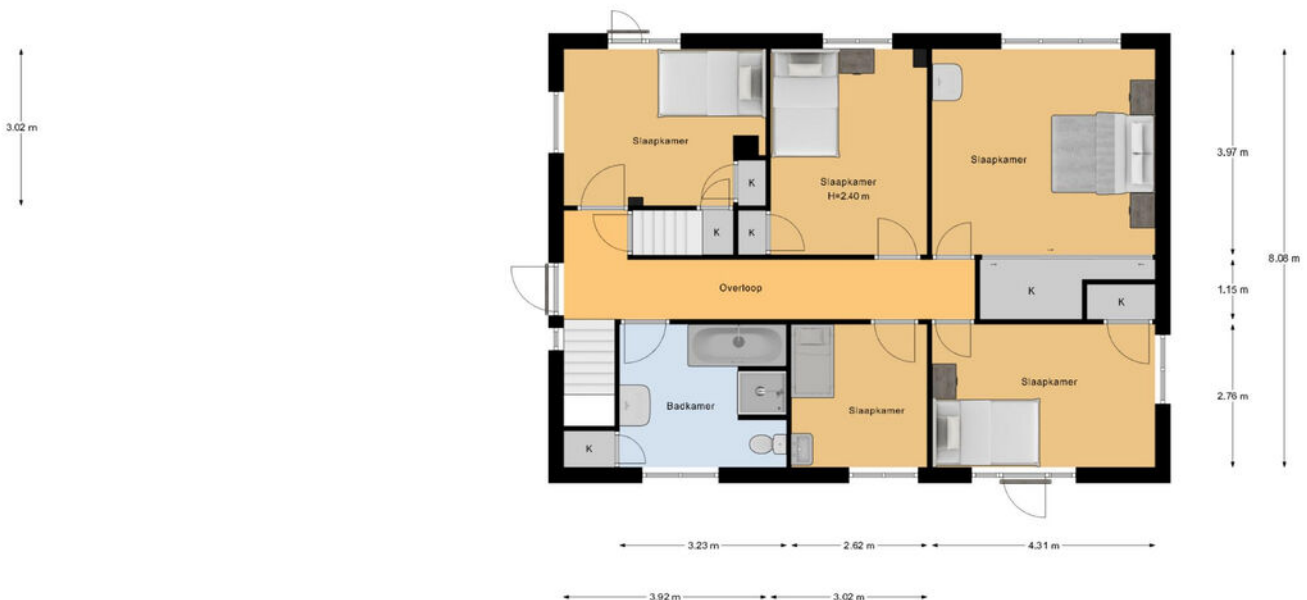 3.02 m
Slaapkamer
Slaapkamer
H=2.40 m
Slaapkamer
3.97 m
K
K
K
8.08 m
Overloop
K
K
1.15 m
Badkamer
Slaapkamer
Slaapkamer
2.76 m
K
3.23 m
2.62 m
4.31 m
3.92 m
3.02 m